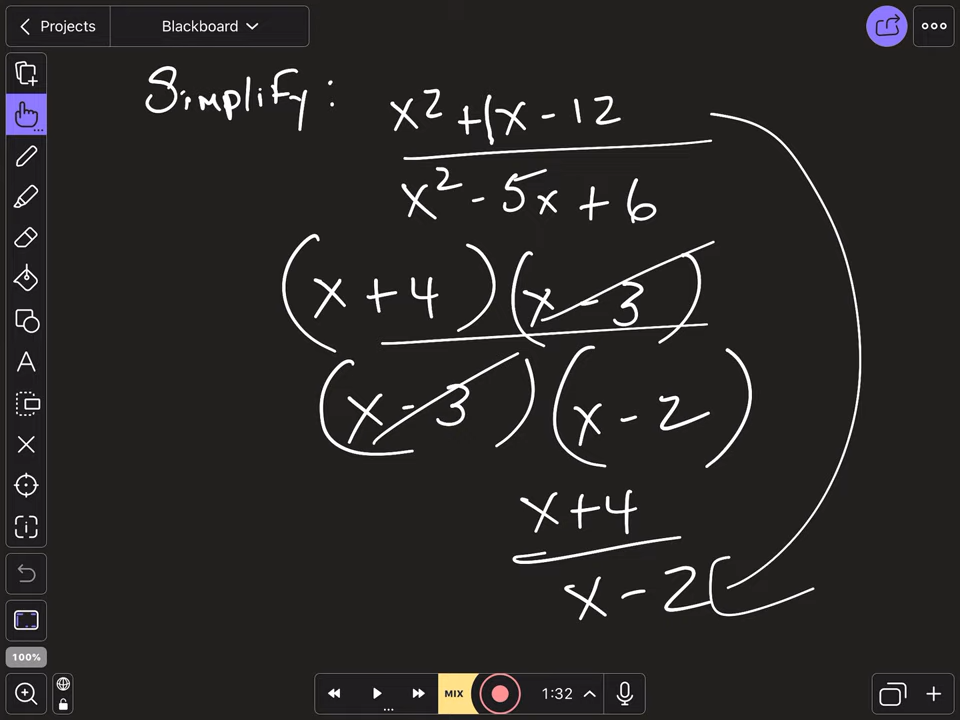 Projects
Blackboard
Simplify:
x² + 1x - 12
x² - 5x + 6
(x + 4)(x - 3)
(x - 3)(x - 2)
x + 4
x - 2
100%
MIX
1:32